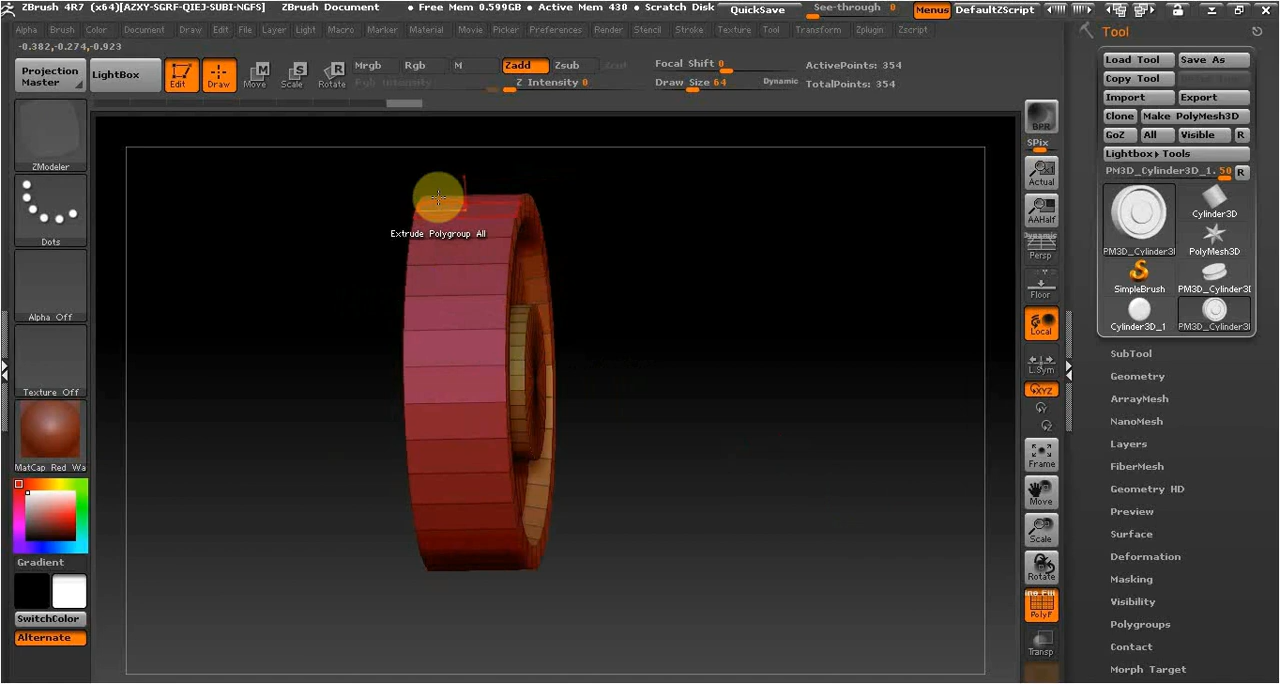 ZBrush 4R7 (x64)[AZXY-SGRF-QIEJ-SUBI-NGFS] ZBrush Document • Free Mem 0.599GB • Active Mem 430 • Scratch Disk QuickSave See-through 0 Menus DefaultZScript
Alpha Brush Color Document Draw Edit File Layer Light Macro Marker Material Movie Picker Preferences Render Stencil Stroke Texture Tool Transform Zplugin Zscript
-0.382,-0.274,-0.923
Projection Master
LightBox
Edit
Draw
Move
Scale
Rotate
Mrgb Rgb M Zadd Zsub
Rgb Intensity Z Intensity 0
Focal Shift 0
Draw Size 64 Dynamic
ActivePoints: 354
TotalPoints: 354
ZModeler
Dots
Alpha Off
Texture Off
MatCap Red Wa
Gradient
SwitchColor
Alternate
Extrude Polygroup All
BPR
SPix
Actual
AAHalf
Dynamic
Persp
Floor
Local
L.Sym
XYZ
Frame
Move
Scale
Rotate
PolyF
Transp
Tool
Load Tool Save As
Copy Tool
Import Export
Clone Make PolyMesh3D
GoZ All Visible R
Lightbox▸Tools
PM3D_Cylinder3D_1. 50 R
PM3D_Cylinder3I
Cylinder3D
PolyMesh3D
SimpleBrush
PM3D_Cylinder3I
Cylinder3D_1
PM3D_Cylinder3I
SubTool
Geometry
ArrayMesh
NanoMesh
Layers
FiberMesh
Geometry HD
Preview
Surface
Deformation
Masking
Visibility
Polygroups
Contact
Morph Target